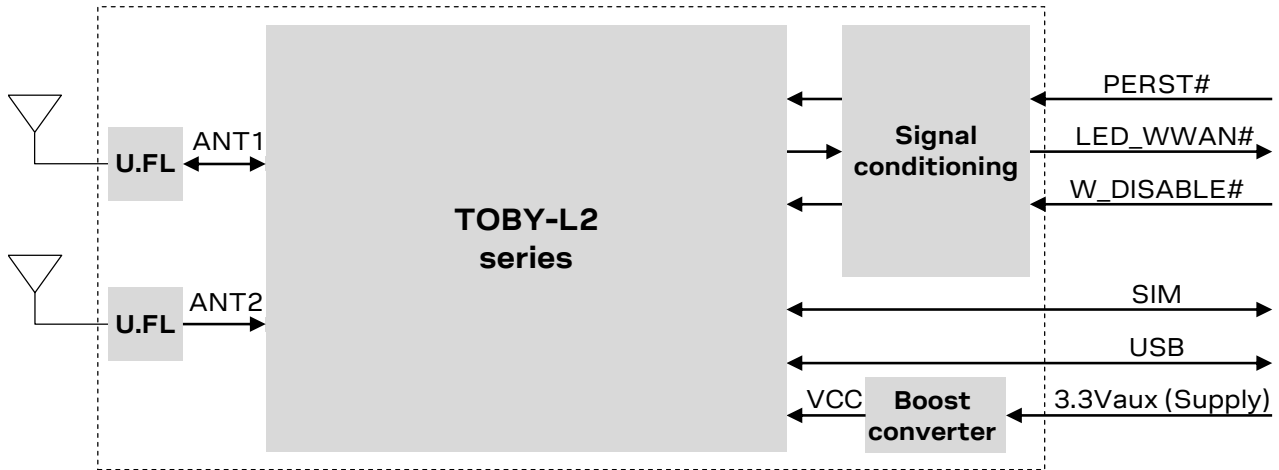 PERST#
ANT1
U.FL
Signal
conditioning
LED_WWAN#
W_DISABLE#
TOBY-L2
series
ANT2
U.FL
SIM
USB
VCC
Boost
converter
3.3Vaux (Supply)